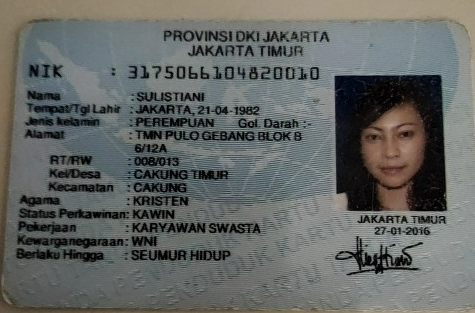 PROVINSI DKI JAKARTA
JAKARTA TIMUR
NIK : 3175066104820010
Nama : SULISTIANI
Tempat/Tgl Lahir : JAKARTA, 21-04-1982
Jenis kelamin : PEREMPUAN Gol. Darah :-
Alamat : TMN PULO GEBANG BLOK B
6/12A
RT/RW : 008/013
Kel/Desa : CAKUNG TIMUR
Kecamatan : CAKUNG
Agama : KRISTEN
Status Perkawinan: KAWIN
Pekerjaan : KARYAWAN SWASTA
Kewarganegaraan: WNI
Berlaku Hingga : SEUMUR HIDUP
JAKARTA TIMUR
27-01-2016